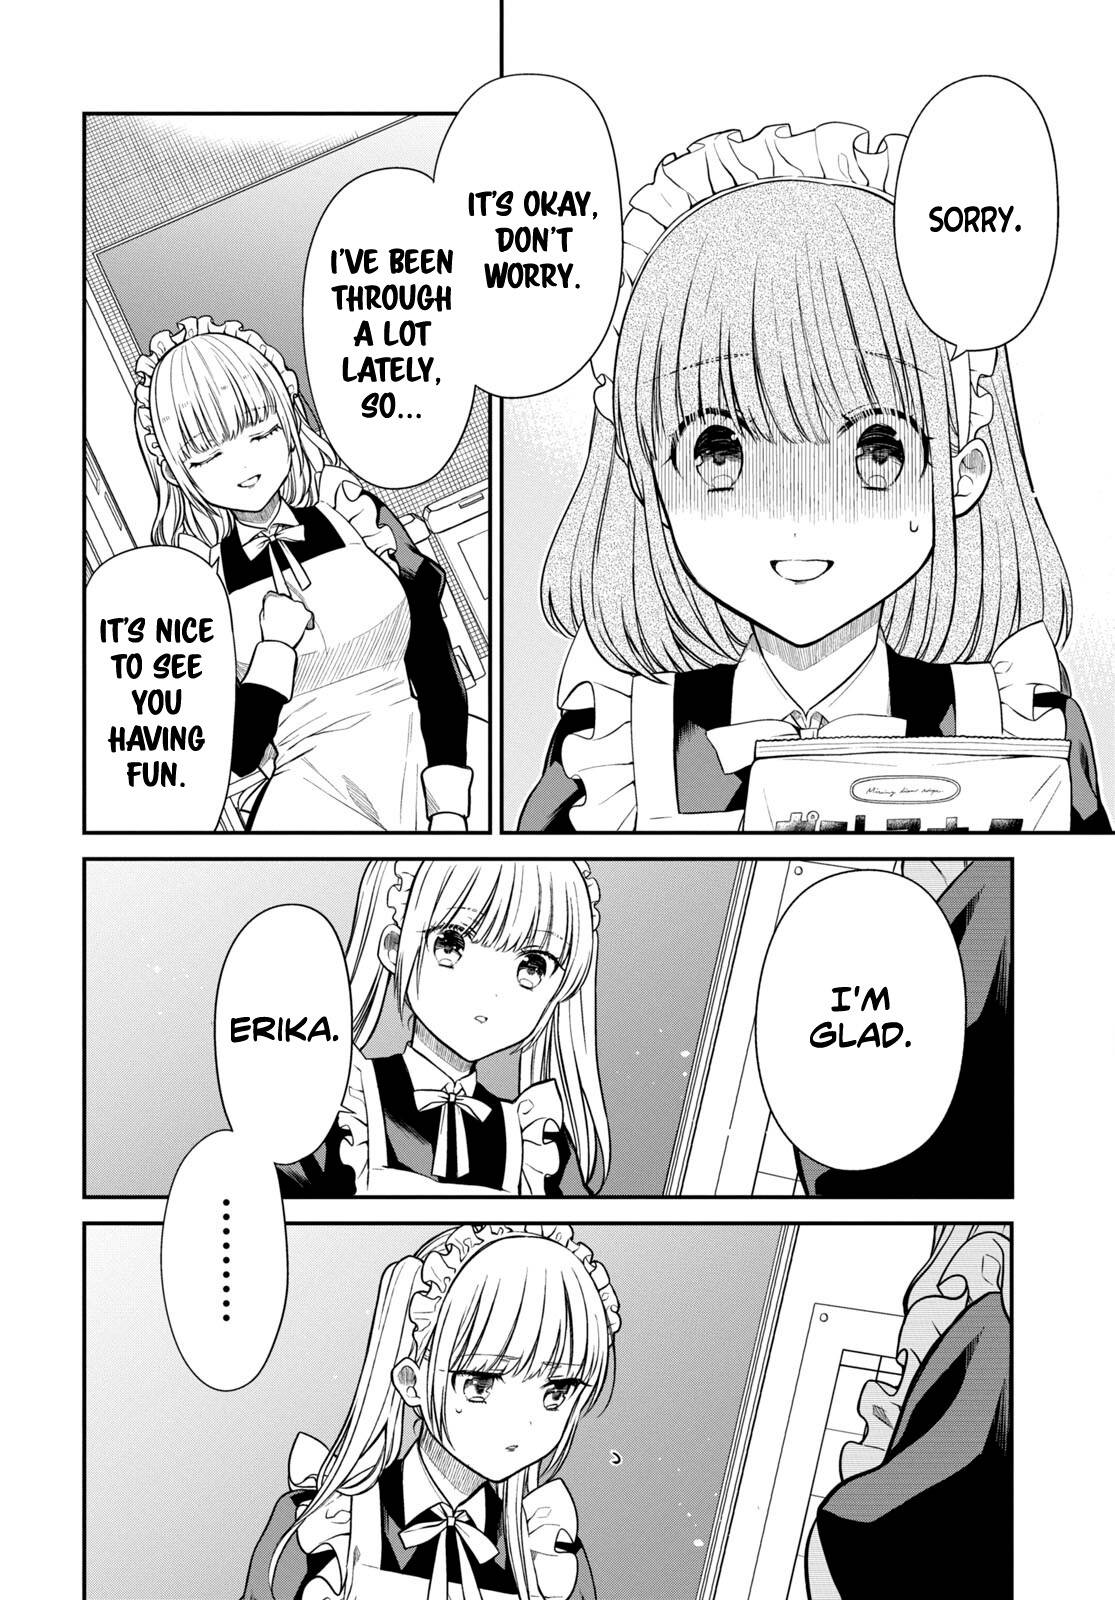 SORRY.
IT'S OKAY,
DON'T
WORRY.
I'VE BEEN
THROUGH
A LOT
LATELY,
SO...
IT'S NICE
TO SEE
YOU
HAVING
FUN.
I'M
GLAD.
ERIKA.
.........